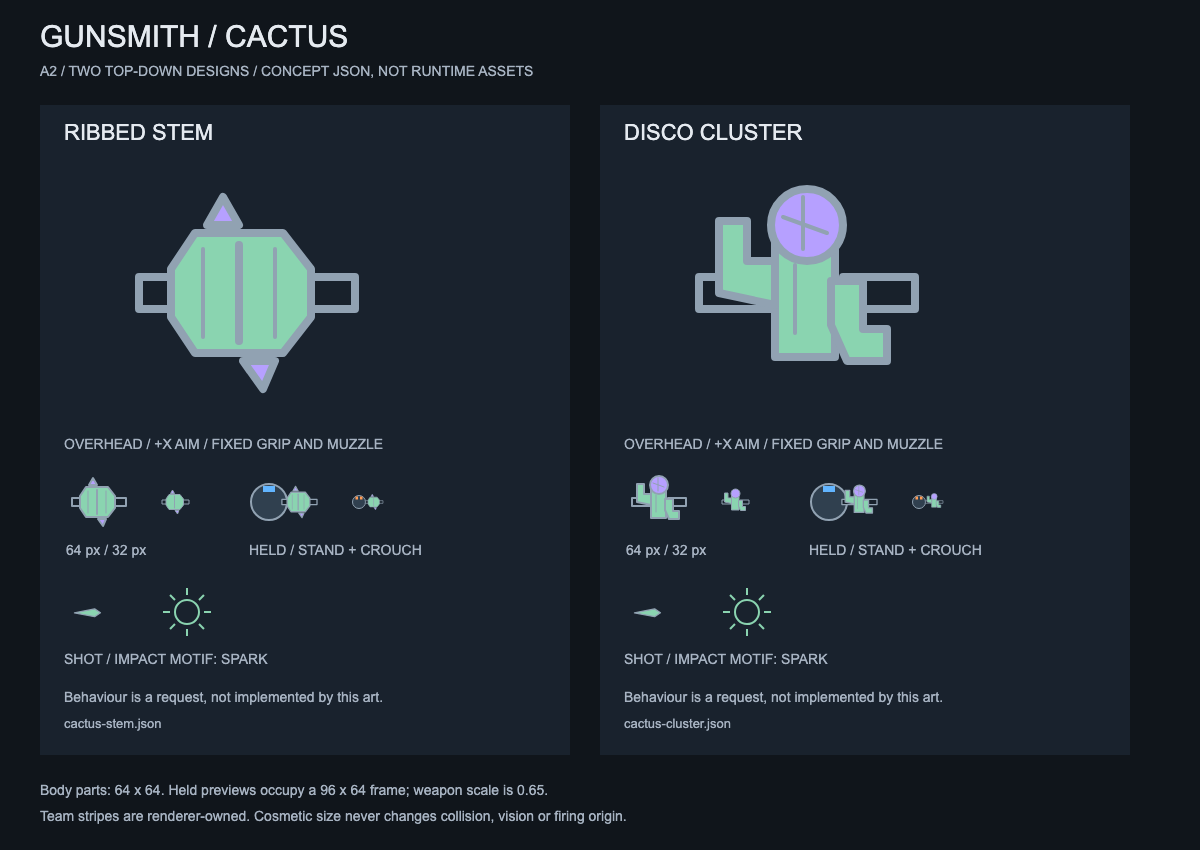 GUNSMITH / CACTUS
A2 / TWO TOP-DOWN DESIGNS / CONCEPT JSON, NOT RUNTIME ASSETS
RIBBED STEM
OVERHEAD / +X AIM / FIXED GRIP AND MUZZLE
64 px / 32 px
HELD / STAND + CROUCH
SHOT / IMPACT MOTIF: SPARK
Behaviour is a request, not implemented by this art.
cactus-stem.json
DISCO CLUSTER
OVERHEAD / +X AIM / FIXED GRIP AND MUZZLE
64 px / 32 px
HELD / STAND + CROUCH
SHOT / IMPACT MOTIF: SPARK
Behaviour is a request, not implemented by this art.
cactus-cluster.json
Body parts: 64 x 64. Held previews occupy a 96 x 64 frame; weapon scale is 0.65.
Team stripes are renderer-owned. Cosmetic size never changes collision, vision or firing origin.